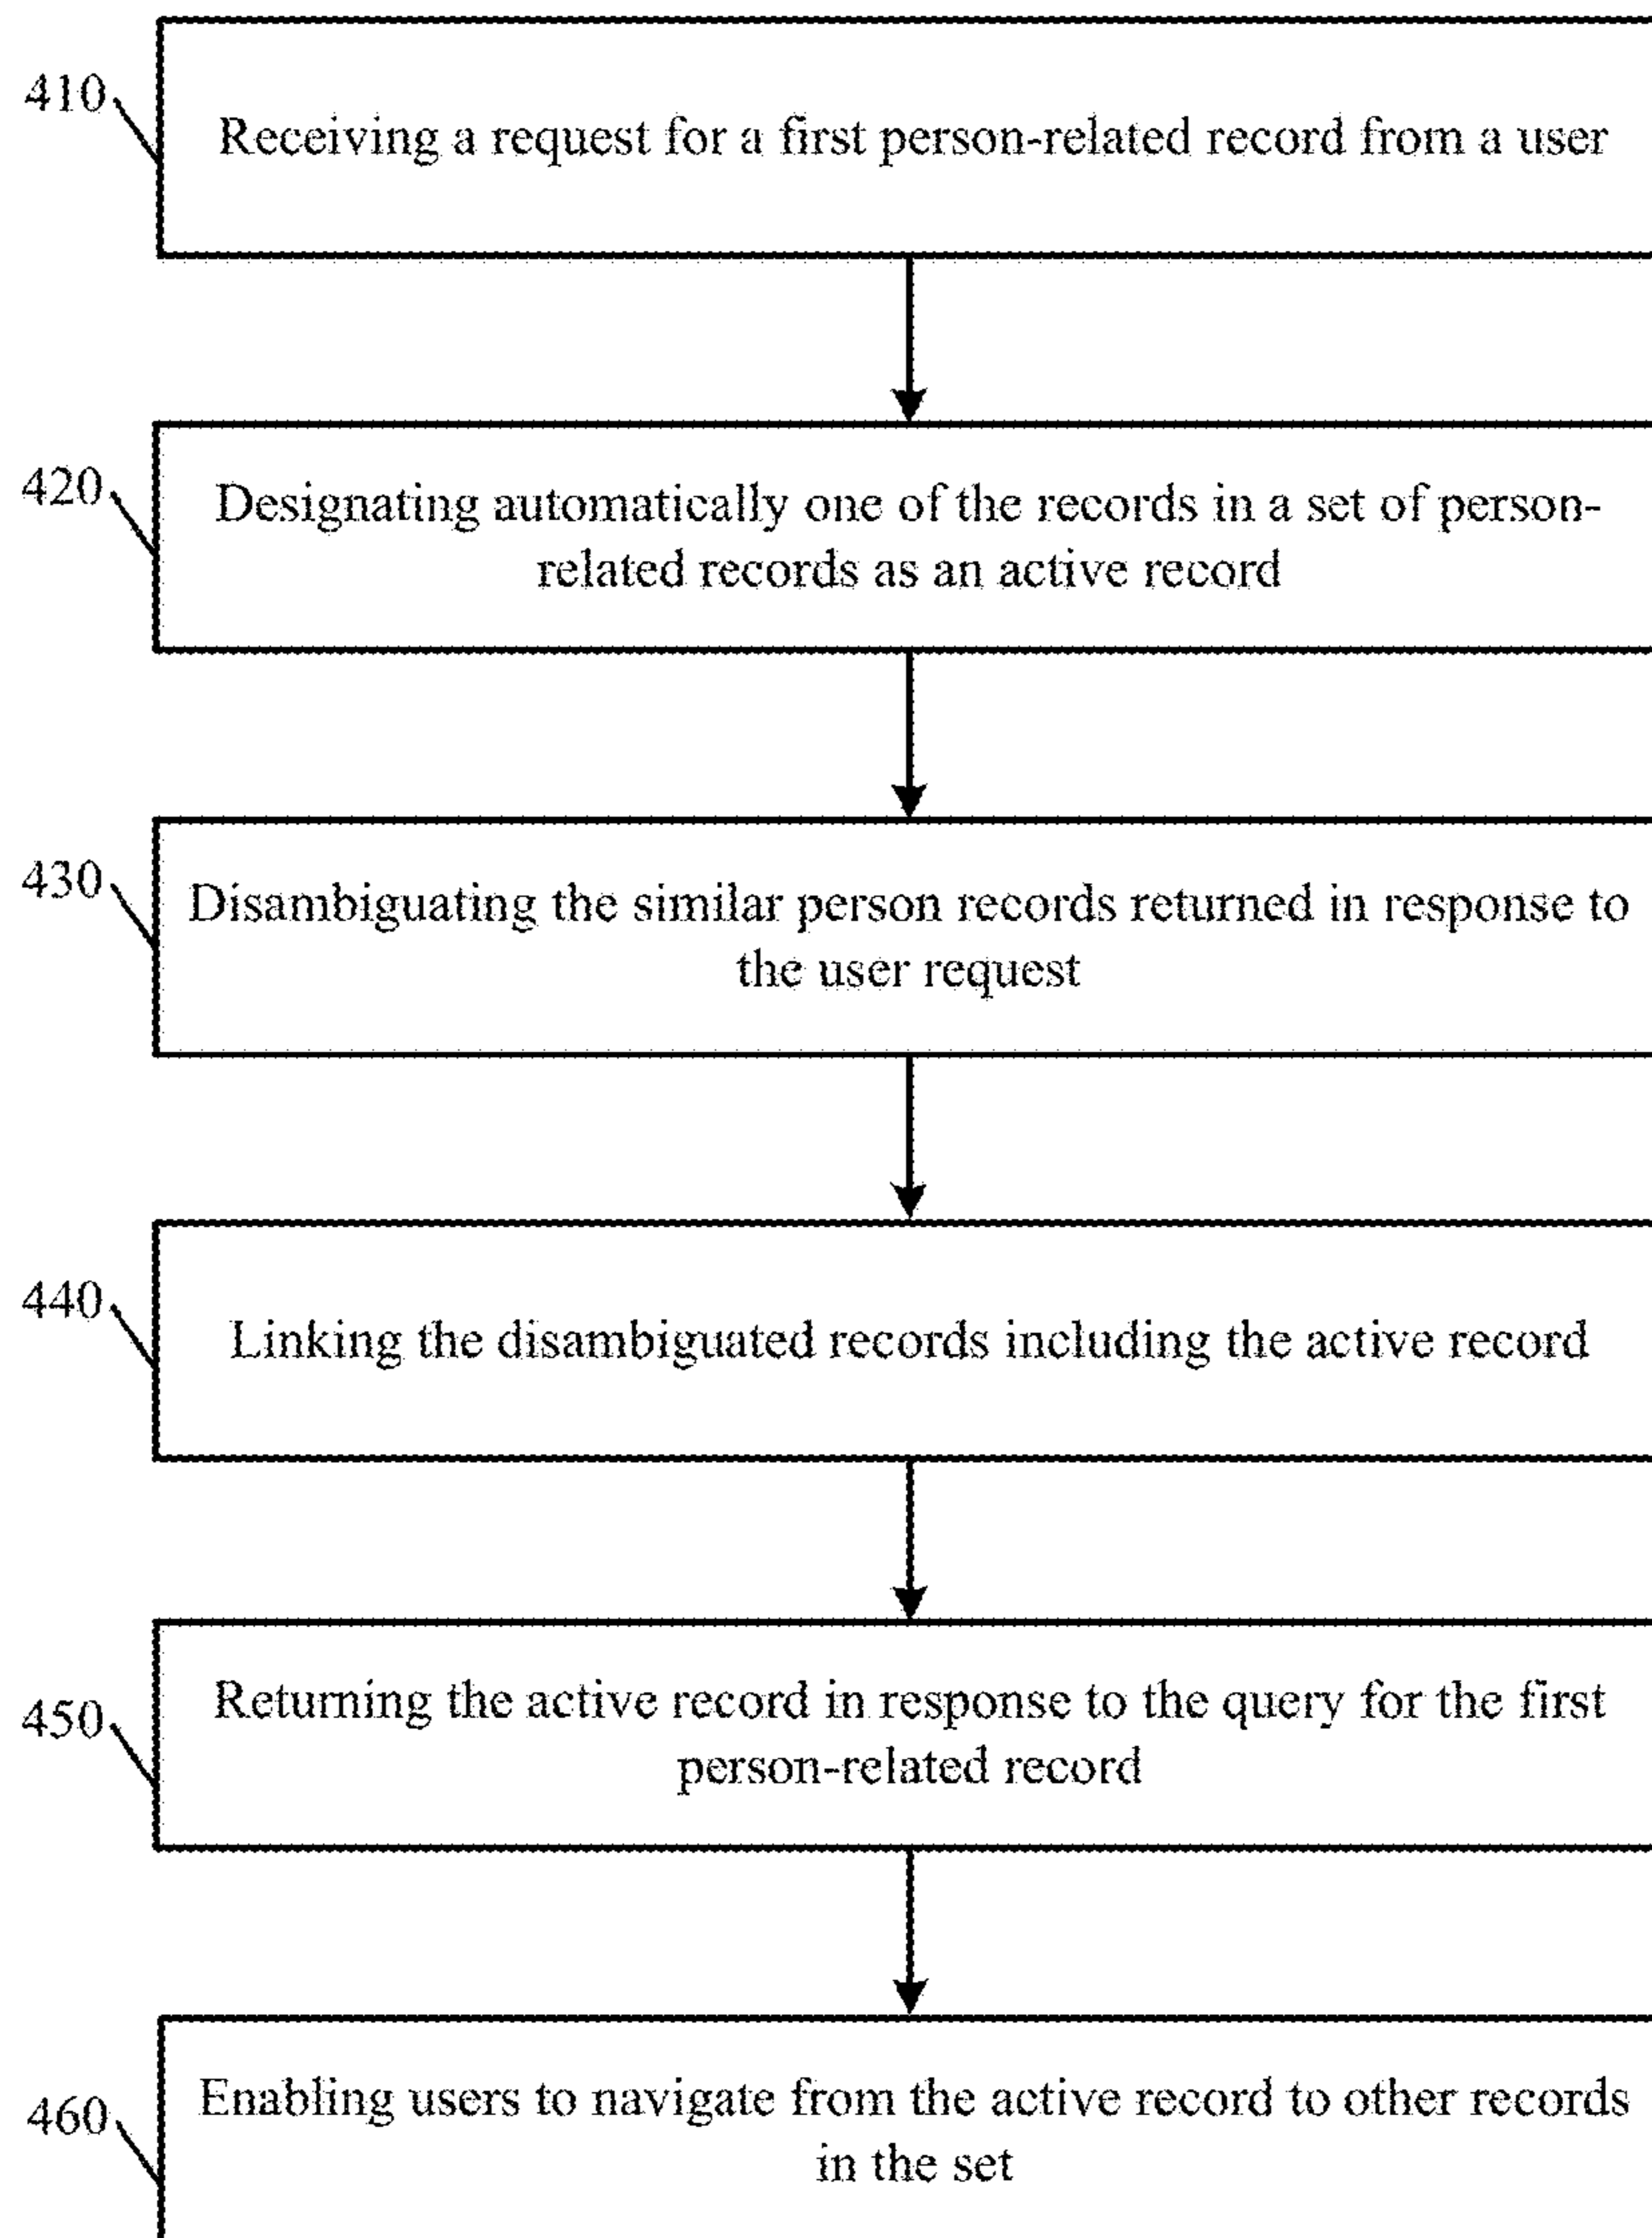 410
Receiving a request for a first person-related record from a user
420
Designating automatically one of the records in a set of person-
related records as an active record
430
Disambiguating the similar person records returned in response to
the user request
440
Linking the disambiguated records including the active record
450
Returning the active record in response to the query for the first
person-related record
460
Enabling users to navigate from the active record to other records
in the set